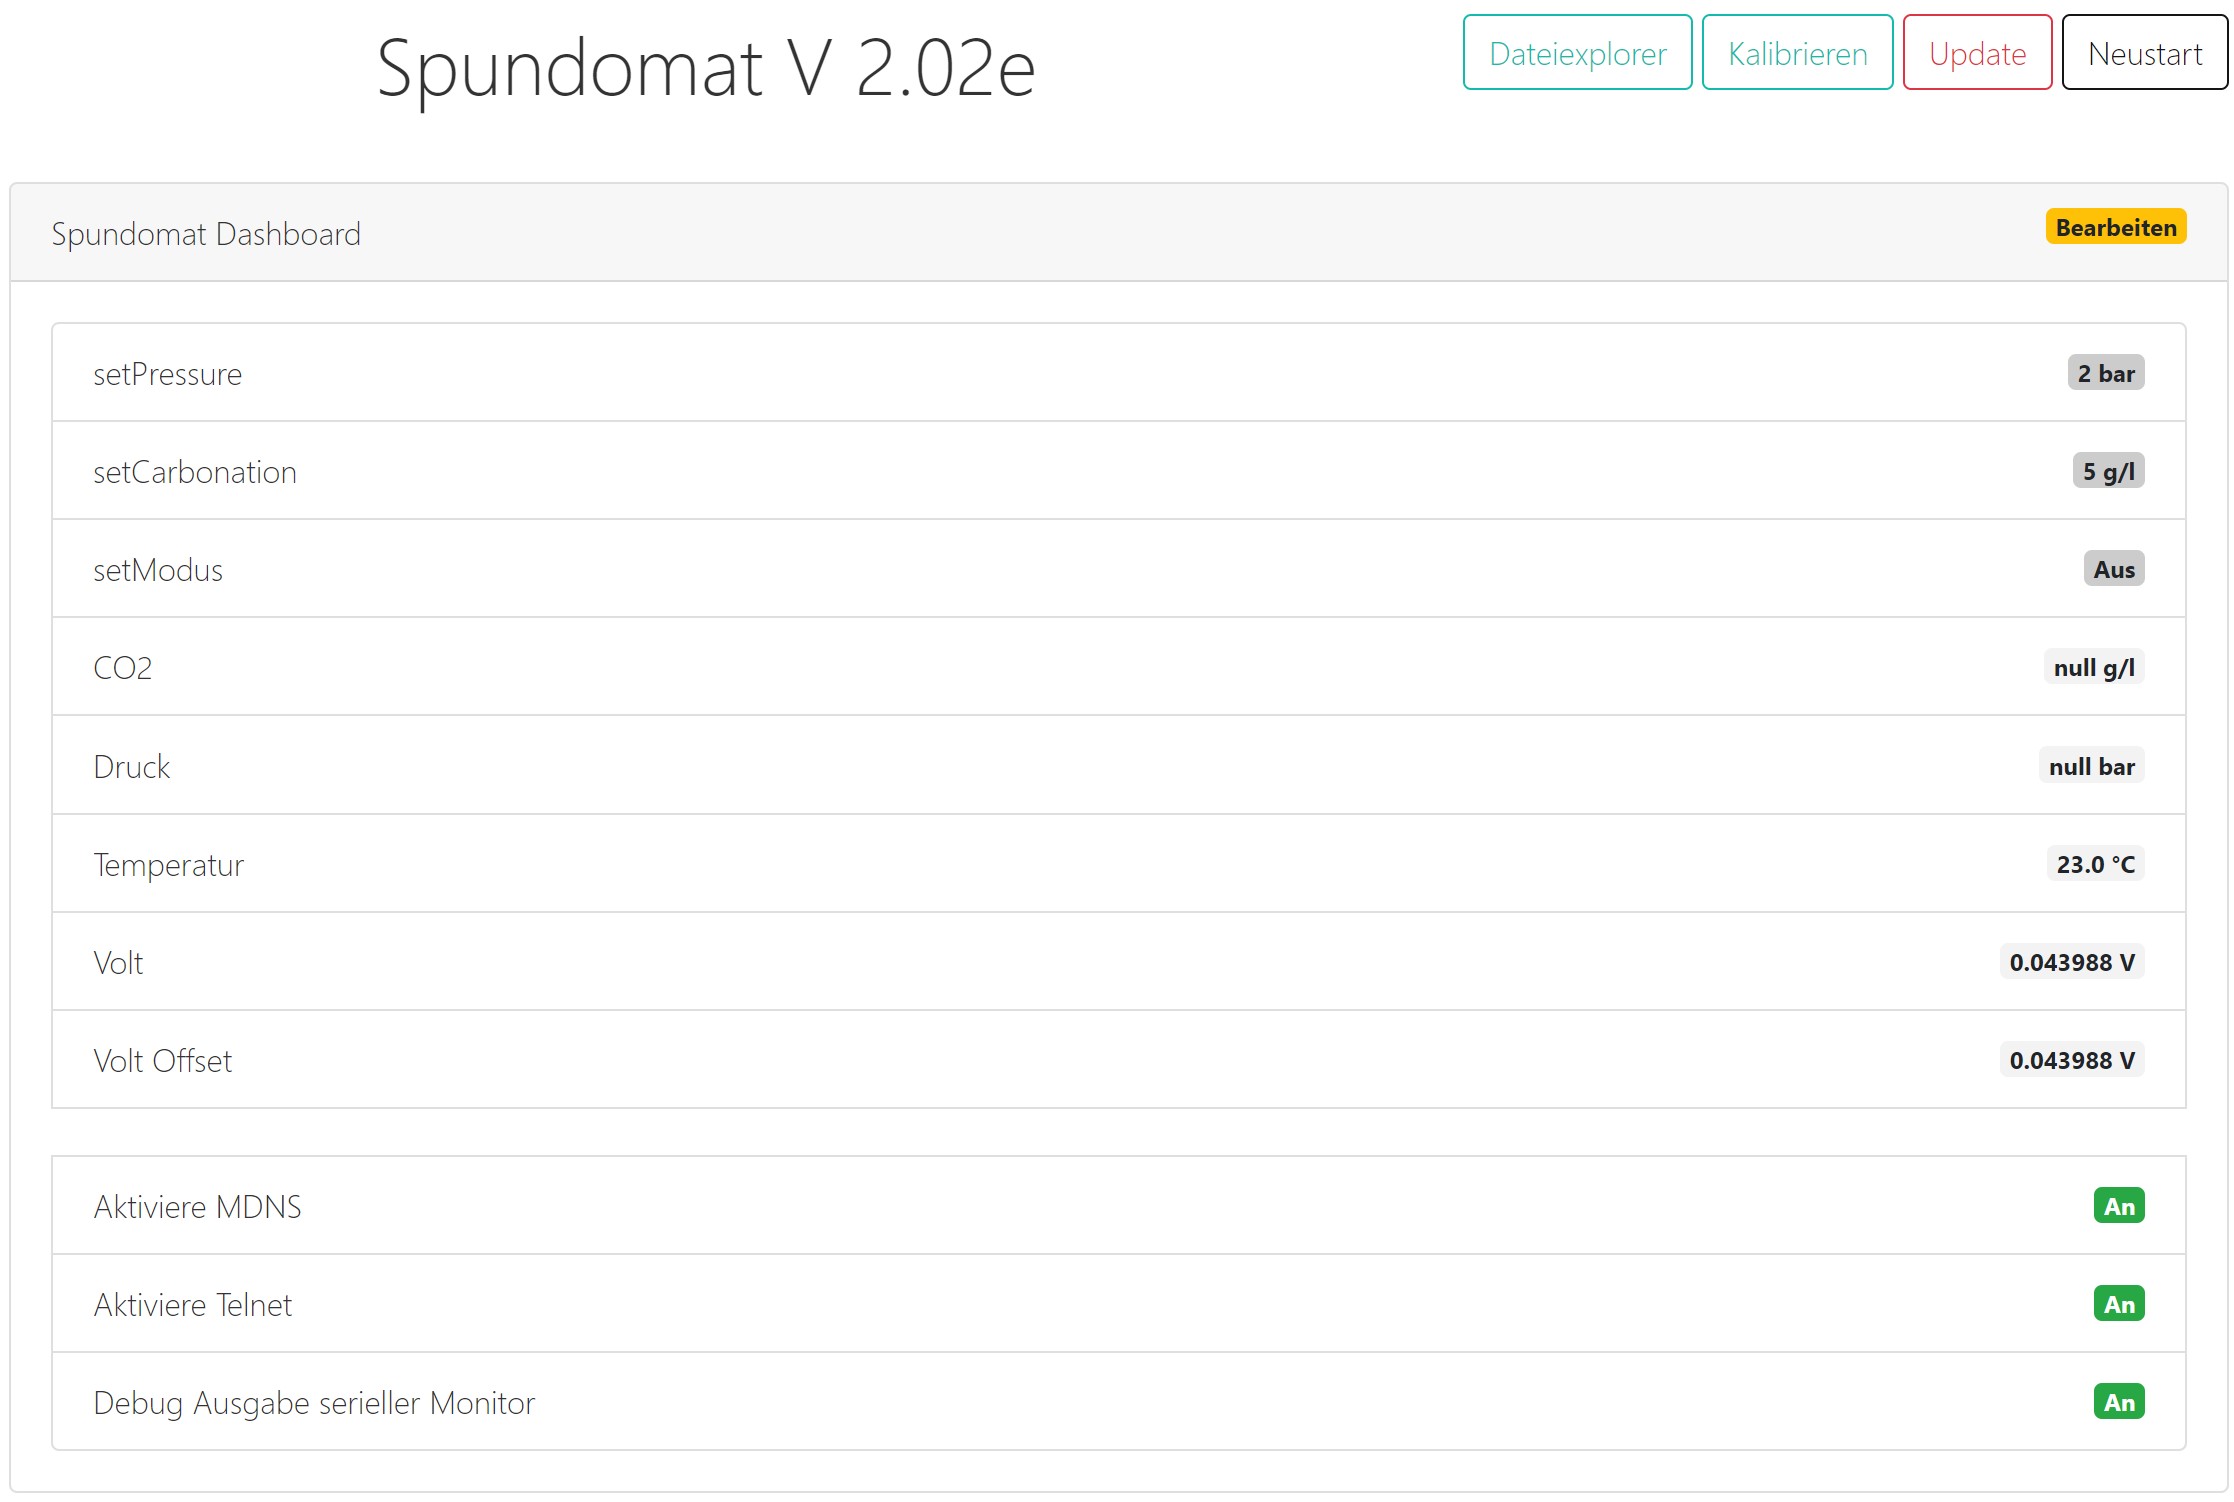 Spundomat V 2.02e
Dateiexplorer Kalibrieren Update Neustart
Spundomat Dashboard Bearbeiten
setPressure 2 bar
setCarbonation 5 g/l
setModus Aus
CO2 null g/l
Druck null bar
Temperatur 23.0 °C
Volt 0.043988 V
Volt Offset 0.043988 V
Aktiviere MDNS An
Aktiviere Telnet An
Debug Ausgabe serieller Monitor An